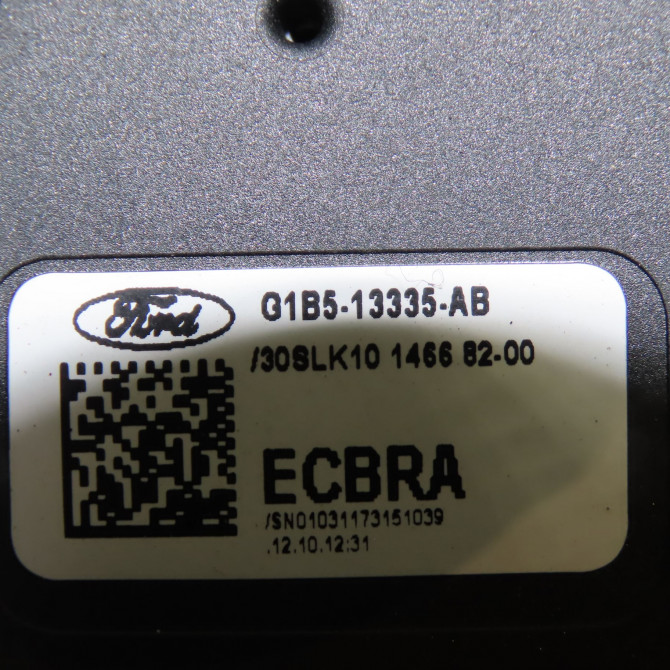 Ford
G1B5-13335-AB
/30SLK10 1466 82-00
ECBRA
/SN01031173151039
.12.10.12:31